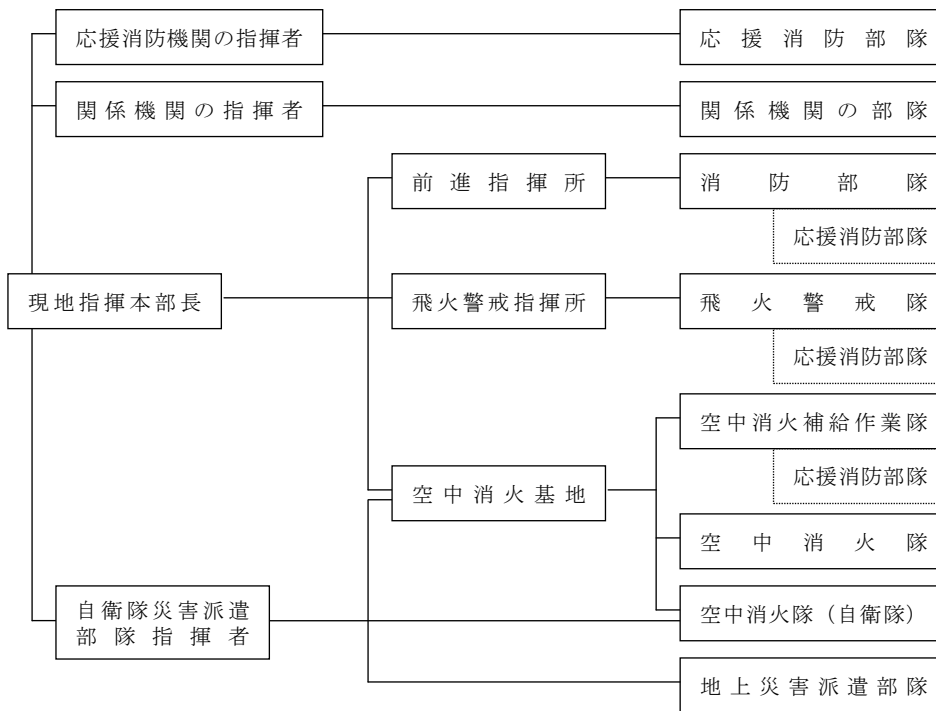 応援消防機関の指揮者
応援消防部隊
関係機関の指揮者
関係機関の部隊
前進指揮所
消防部隊
応援消防部隊
現地指揮本部長
飛火警戒指揮所
飛火警戒隊
応援消防部隊
空中消火補給作業隊
空中消火基地
応援消防部隊
空中消火隊
自衛隊災害派遣
部隊指揮者
空中消火隊（自衛隊）
地上災害派遣部隊